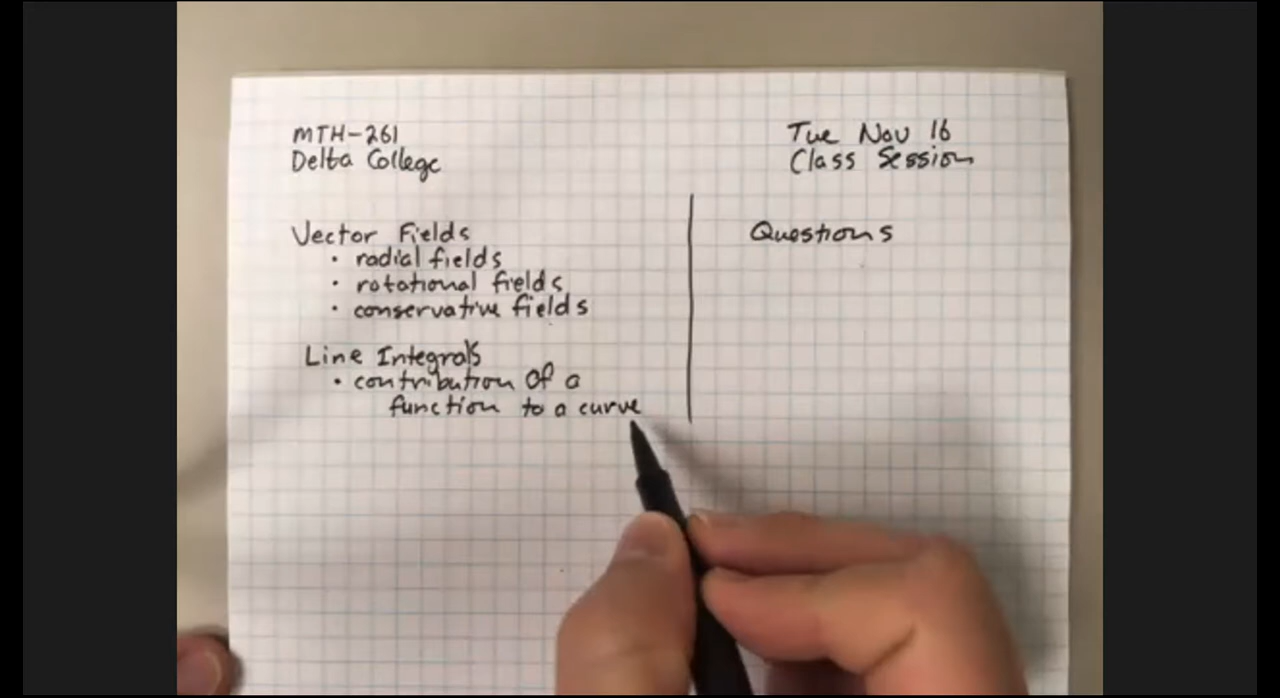 MTH-261
Delta College
Tue Nov 16
Class Session
Vector Fields
• radial fields
• rotational fields
• conservative fields
Line Integrals
• contribution of a
function to a curve
Questions